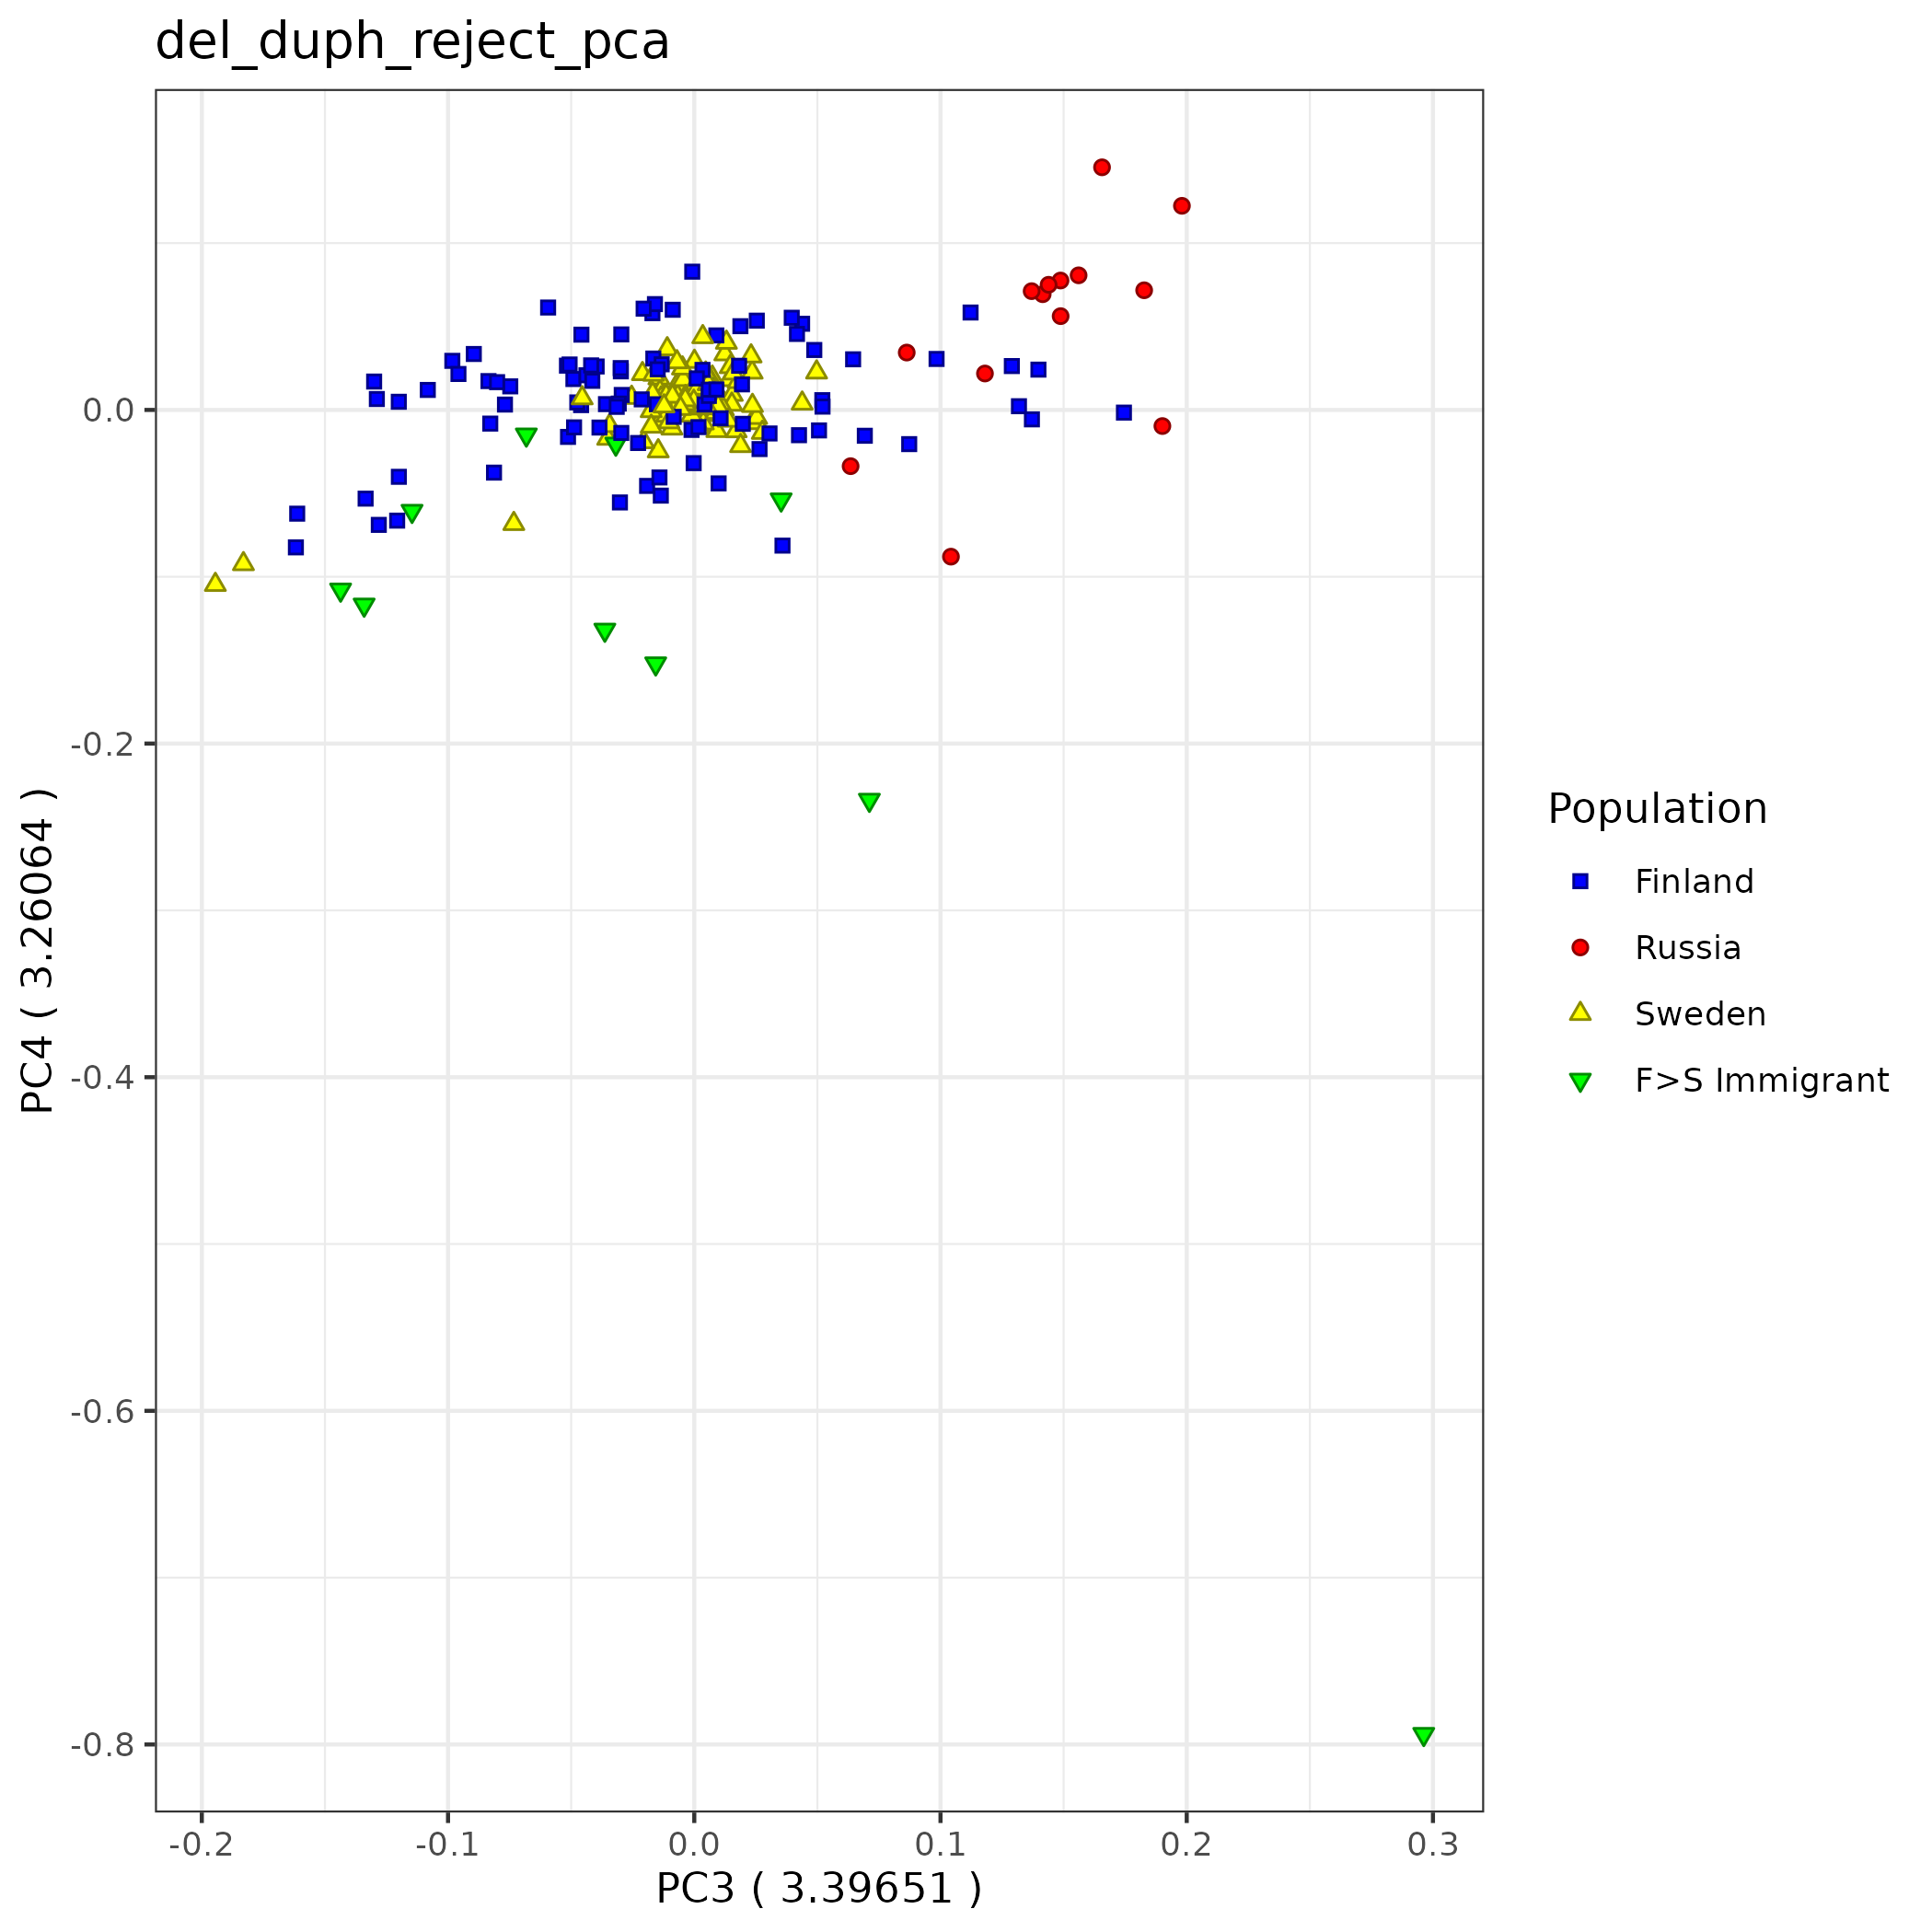 del_duph_reject_pca
0.0
-0.2
-0.4
-0.6
-0.8
PC4 ( 3.26064 )
-0.2
-0.1
0.0
0.1
0.2
0.3
PC3 ( 3.39651 )
Population
Finland
Russia
Sweden
F>S Immigrant